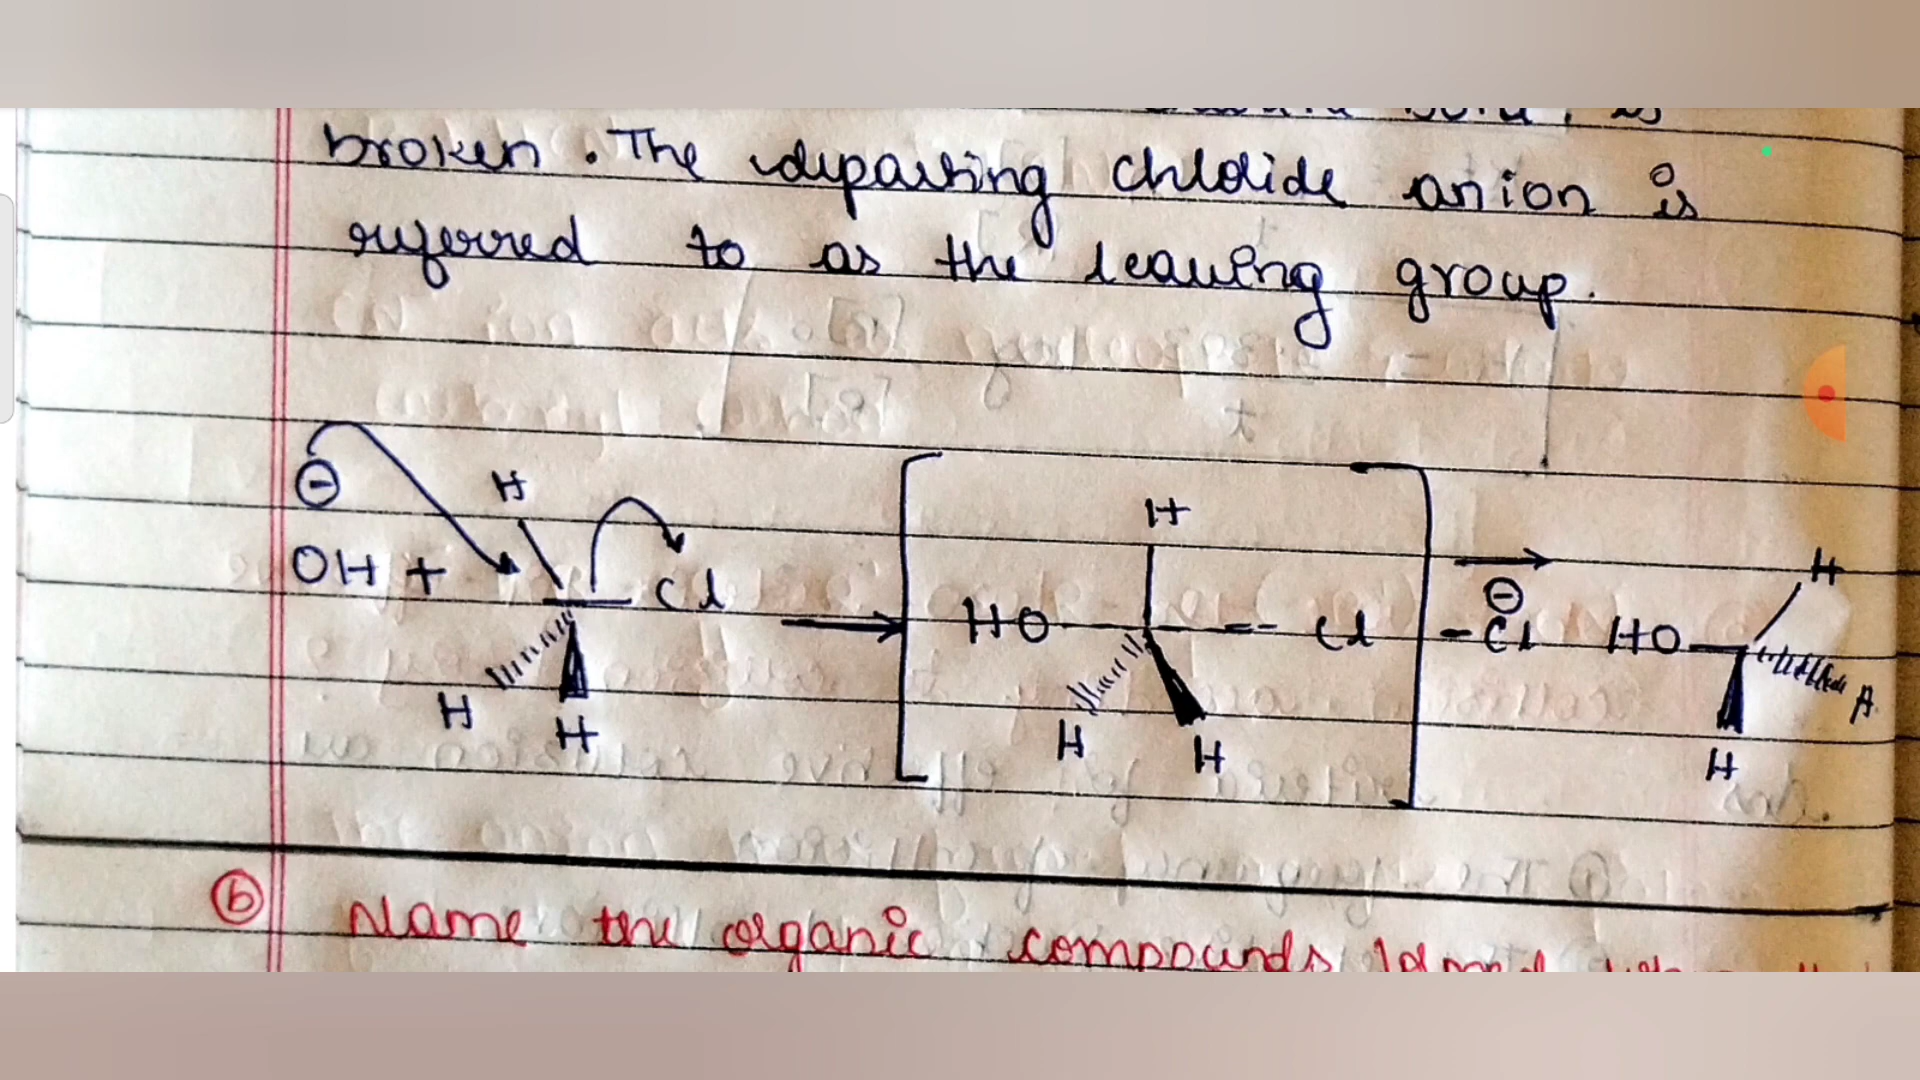 broken. The departing chloride anion is
referred to as the leaving group.
⊖ H
OH + Cl → [ HO H --- Cl ] → HO H
H H H H -Cl⊖ H H
ⓑ Name the organic compounds formed